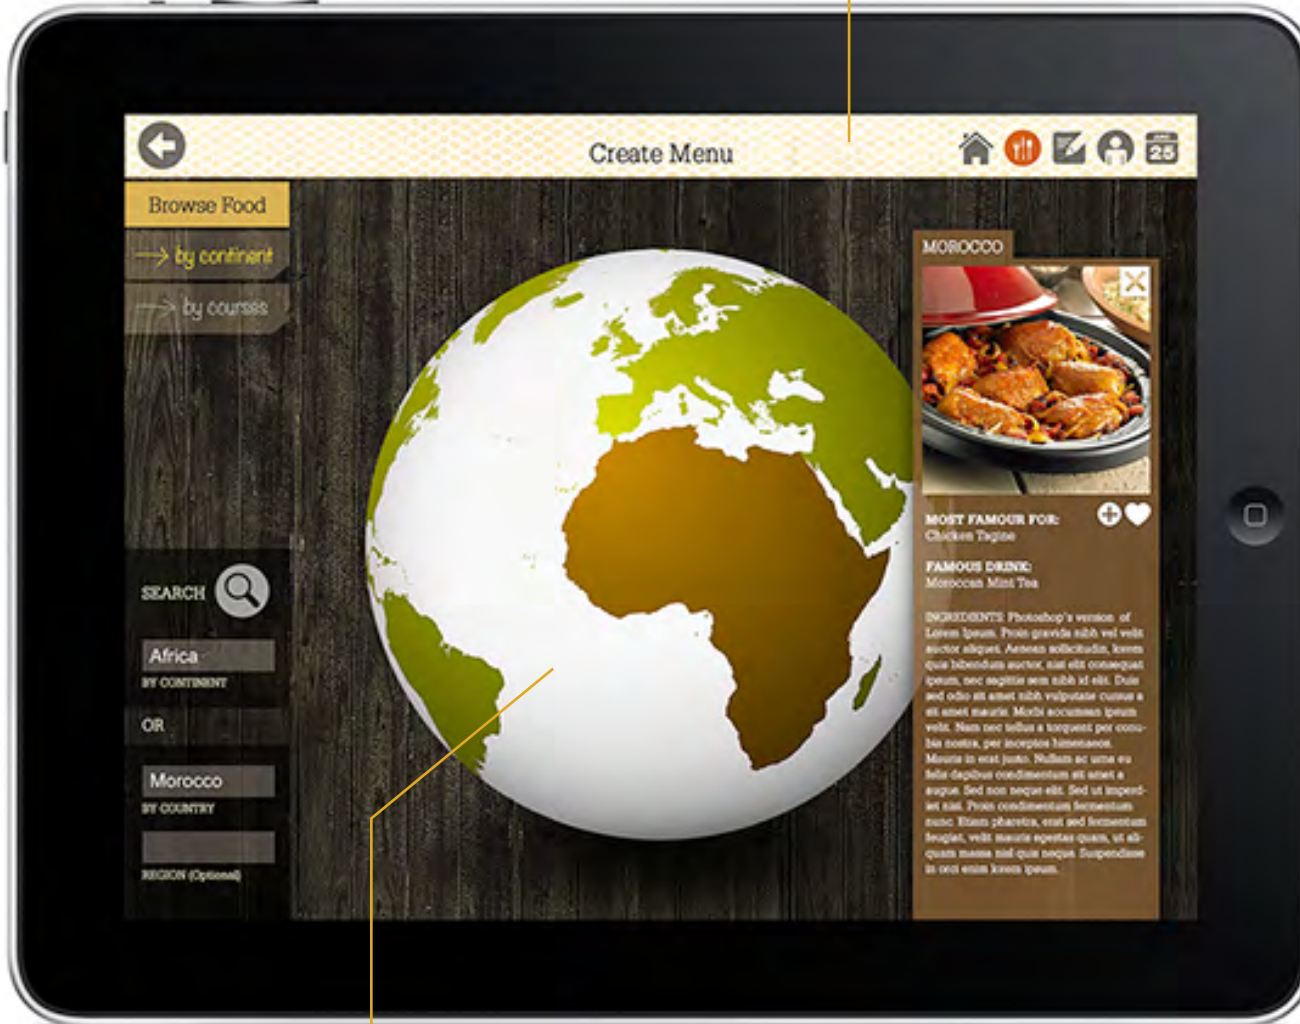 Create Menu
25
Browse Food
by continent
by courses
SEARCH
Africa
BY CONTINENT
OR
Morocco
BY COUNTRY
REGION (Optional)
MOROCCO
MOST FAMOUR FOR:
Chicken Tagine
FAMOUS DRINK:
Moroccan Mint Tea
INGREDIENTS: Photoshop's version of
Lorem Ipsum. Proin gravida nibh vel velit
auctor aliquet. Aenean sollicitudin, lorem
quis bibendum auctor, nisi elit consequat
ipsum, nec sagittis sem nibh id elit. Duis
sed odio sit amet nibh vulputate cursus a
sit amet mauris. Morbi accumsan ipsum
velit. Nam nec tellus a torquent per conu-
bia nostra, per inceptos himenaeos.
Mauris in erat justo. Nullam ac urna eu
felis dapibus condimentum sit amet a
augue. Sed non neque elit. Sed ut imperd-
iet nisi. Proin condimentum fermentum
nunc. Etiam pharetra, erat sed fermentum
feugiat, velit mauris egestas quam, ut ali-
quam massa nisl quis neque. Suspendisse
in orci enim lorem ipsum.